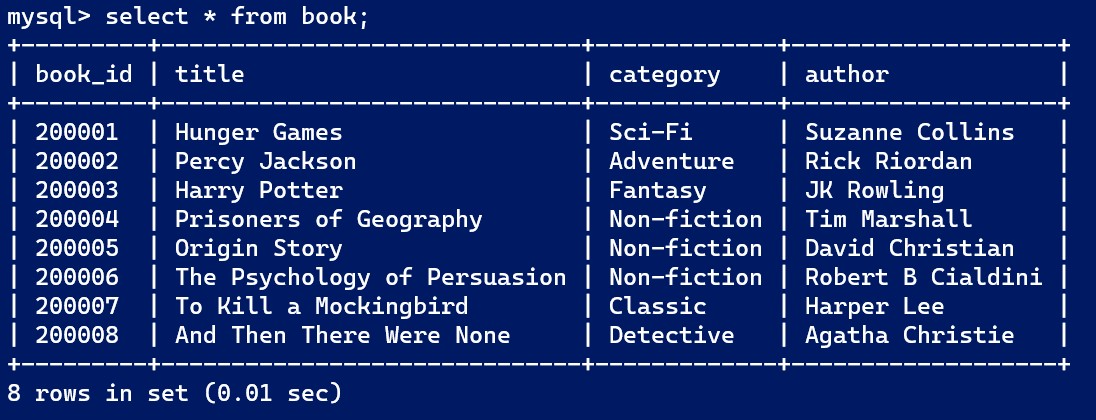 mysql> select * from book;
+---------+------------------------------+-------------+--------------------+
| book_id | title                        | category    | author             |
+---------+------------------------------+-------------+--------------------+
| 200001  | Hunger Games                 | Sci-Fi      | Suzanne Collins    |
| 200002  | Percy Jackson                | Adventure   | Rick Riordan       |
| 200003  | Harry Potter                 | Fantasy     | JK Rowling         |
| 200004  | Prisoners of Geography       | Non-fiction | Tim Marshall       |
| 200005  | Origin Story                 | Non-fiction | David Christian    |
| 200006  | The Psychology of Persuasion | Non-fiction | Robert B Cialdini  |
| 200007  | To Kill a Mockingbird        | Classic     | Harper Lee         |
| 200008  | And Then There Were None     | Detective   | Agatha Christie    |
+---------+------------------------------+-------------+--------------------+
8 rows in set (0.01 sec)